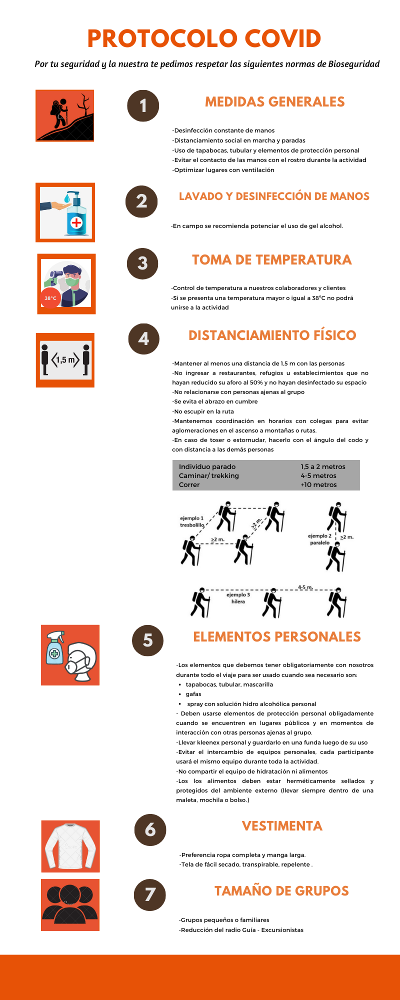 PROTOCOLO COVID
Por tu seguridad y la nuestra te pedimos respetar las siguientes normas de Bioseguridad
1
MEDIDAS GENERALES
-Desinfección constante de manos
-Distanciamiento social en marcha y paradas
-Uso de tapabocas, tubular y elementos de protección personal
-Evitar el contacto de las manos con el rostro durante la actividad
-Optimizar lugares con ventilación
2
LAVADO Y DESINFECCIÓN DE MANOS
-En campo se recomienda potenciar el uso de gel alcohol.
3
TOMA DE TEMPERATURA
38°C
-Control de temperatura a nuestros colaboradores y clientes
-Si se presenta una temperatura mayor o igual a 38°C no podrá
unirse a la actividad
4
DISTANCIAMIENTO FÍSICO
1,5 m
-Mantener al menos una distancia de 1,5 m con las personas
-No ingresar a restaurantes, refugios u establecimientos que no
hayan reducido su aforo al 50% y no hayan desinfectado su espacio
-No relacionarse con personas ajenas al grupo
-Se evita el abrazo en cumbre
-No escupir en la ruta
-Mantenemos coordinación en horarios con colegas para evitar
aglomeraciones en el ascenso a montañas o rutas.
-En caso de toser o estornudar, hacerlo con el ángulo del codo y
con distancia a las demás personas
Individuo parado 1,5 a 2 metros
Caminar/ trekking 4-5 metros
Correr +10 metros
ejemplo 1
tresbolillo
>2 m.
≥2 m.
ejemplo 2
paralelo
≥2 m.
4-5 m.
ejemplo 3
hilera
5
ELEMENTOS PERSONALES
-Los elementos que debemos tener obligatoriamente con nosotros
durante todo el viaje para ser usado cuando sea necesario son:
• tapabocas, tubular, mascarilla
• gafas
• spray con solución hidro alcohólica personal
- Deben usarse elementos de protección personal obligadamente
cuando se encuentren en lugares públicos y en momentos de
interacción con otras personas ajenas al grupo.
-Llevar kleenex personal y guardarlo en una funda luego de su uso
-Evitar el intercambio de equipos personales, cada participante
usará el mismo equipo durante toda la actividad.
-No compartir el equipo de hidratación ni alimentos
-Los los alimentos deben estar herméticamente sellados y
protegidos del ambiente externo (llevar siempre dentro de una
maleta, mochila o bolso.)
6
VESTIMENTA
-Preferencia ropa completa y manga larga.
-Tela de fácil secado, transpirable, repelente .
7
TAMAÑO DE GRUPOS
-Grupos pequeños o familiares
-Reducción del radio Guía - Excursionistas